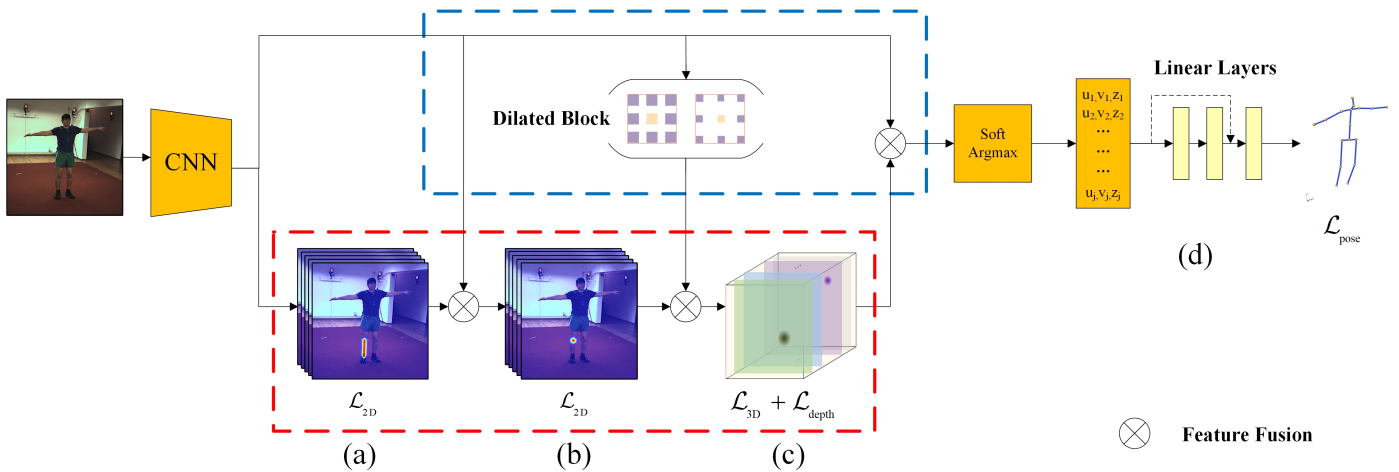 CNN
Dilated Block
Soft
Argmax
u₁,v₁,z₁
u₂,v₂,z₂
...
...
...
uⱼ,vⱼ,zⱼ
Linear Layers
ℒpose
(d)
...
ℒ2D
ℒ2D
ℒ3D + ℒdepth
(a)
(b)
(c)
Feature Fusion